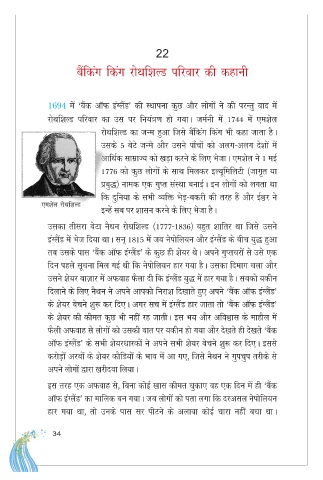 22
बैंकिंग किंग रोथशिल्ड परिवार की कहानी
1694 में 'बैंक ऑफ इंग्लैंड' की स्थापना कुछ और लोगों ने की परन्तु बाद में
रोथशिल्ड परिवार का उस पर नियंत्रण हो गया। जर्मनी में 1744 में एमशेल
रोथशिल्ड का जन्म हुआ जिसे बैंकिंग किंग भी कहा जाता है।
उसके 5 बेटे जन्मे और उसने पाँचों को अलग-अलग देशों में
आर्थिक साम्राज्य को खड़ा करने के लिए भेजा। एमशेल ने 1 मई
1776 को कुछ लोगों के साथ मिलकर इल्यूमिलिटी (जागृत या
प्रबुद्ध) नामक एक गुप्त संस्था बनाई। इन लोगों को लगता था
कि दुनिया के सभी व्यक्ति भेड़-बकरी की तरह हैं और ईश्वर ने
इन्हें सब पर शासन करने के लिए भेजा है।
एमशेल रोथशिल्ड
उसका तीसरा बेटा नैथन रोथशिल्ड (1777-1836) बहुत शातिर था जिसे उसने
इंग्लैंड में भेज दिया था। सन् 1815 में जब नेपोलियन और इंग्लैंड के बीच युद्ध हुआ
तब उसके पास 'बैंक ऑफ इंग्लैंड' के कुछ ही शेयर थे। अपने गुप्तचरों से उसे एक
दिन पहले सूचना मिल गई थी कि नेपोलियन हार गया है। उसका दिमाग चला और
उसने शेयर बाज़ार में अफवाह फैला दी कि इंग्लैंड युद्ध में हार गया है। सबको यकीन
दिलाने के लिए नैथन ने अपने आपको निराश दिखाते हुए अपने 'बैंक ऑफ इंग्लैंड'
के शेयर बेचने शुरू कर दिए। अगर सच में इंग्लैंड हार जाता तो 'बैंक ऑफ इंग्लैंड'
के शेयर की कीमत कुछ भी नहीं रह जाती। इस भय और अविश्वास के माहौल में
फैली अफवाह से लोगों को उसकी बात पर यकीन हो गया और देखते ही देखते 'बैंक
ऑफ इंग्लैंड' के सभी शेयरधारकों ने अपने सभी शेयर बेचने शुरू कर दिए। इससे
करोड़ों अरबों के शेयर कौड़ियों के भाव में आ गए, जिसे नैथन ने गुपचुप तरीके से
अपने लोगों द्वारा खरीदवा लिया।
इस तरह एक अफवाह से, बिना कोई खास कीमत चुकाए वह एक दिन में ही 'बैंक
ऑफ इंग्लैंड' का मालिक बन गया। जब लोगों को पता लगा कि दरअसल नेपोलियन
हार गया था, तो उनके पास सर पीटने के अलावा कोई चारा नहीं बचा था।
34